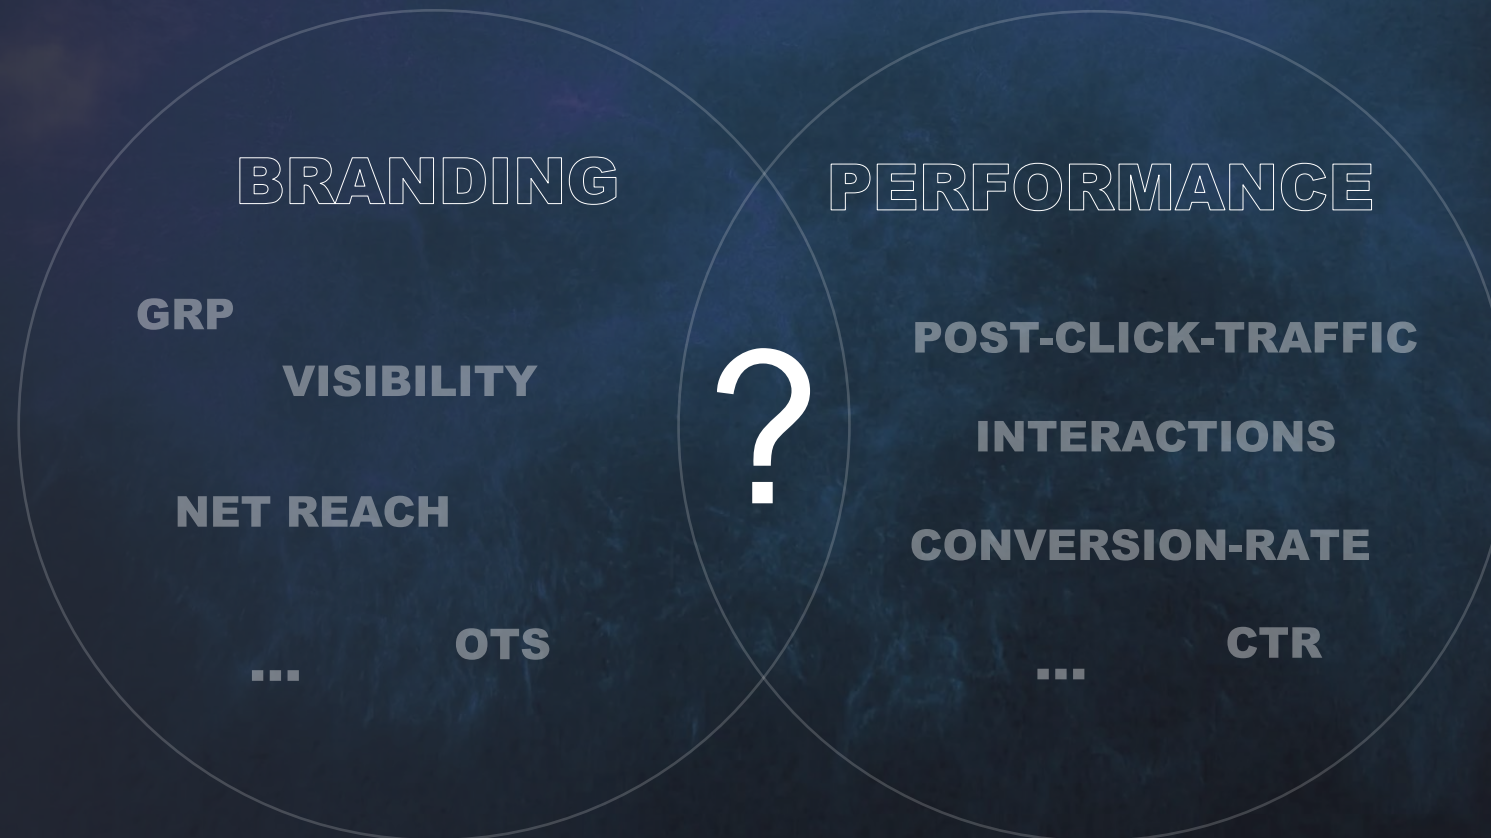 BRANDING
PERFORMANCE
GRP
VISIBILITY
NET REACH
OTS
...
?
POST-CLICK-TRAFFIC
INTERACTIONS
CONVERSION-RATE
CTR
...